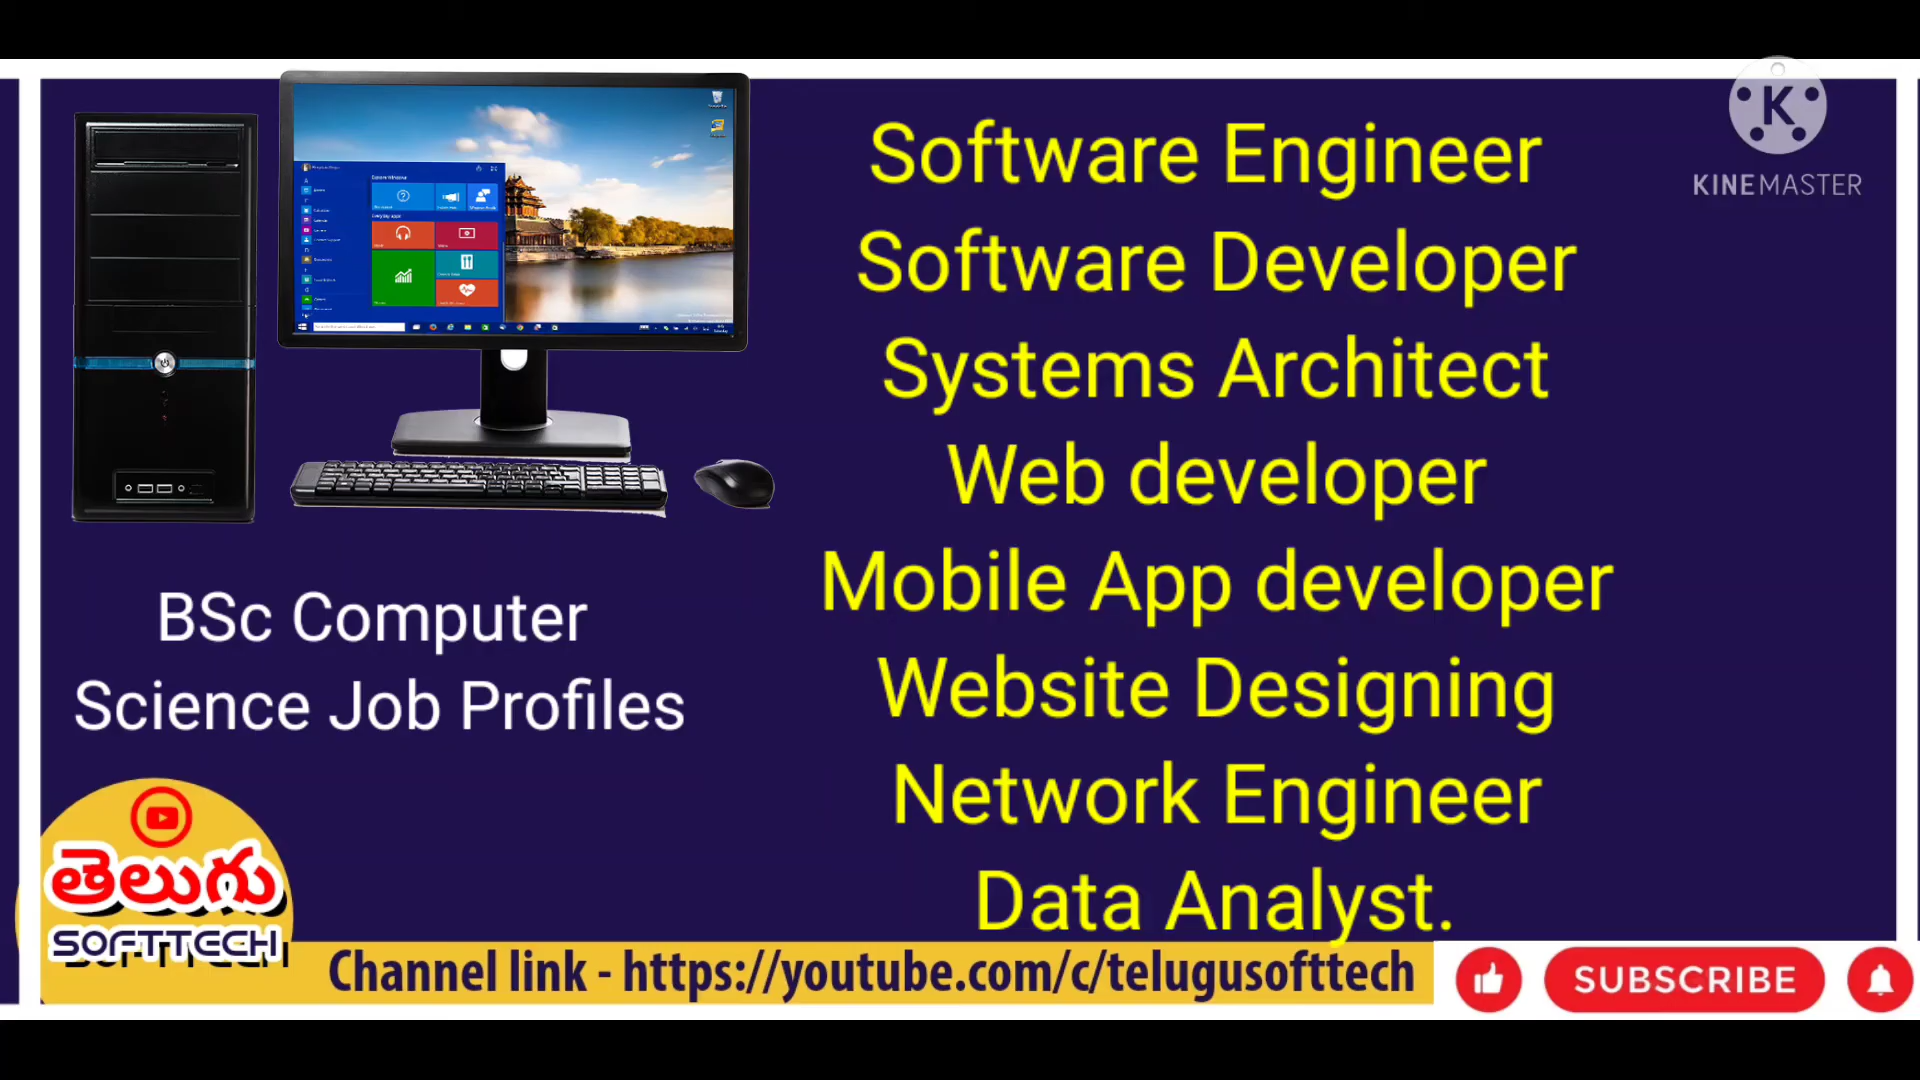 Software Engineer
Software Developer
Systems Architect
Web developer
Mobile App developer
Website Designing
Network Engineer
Data Analyst.
KINEMASTER
BSc Computer
Science Job Profiles
తెలుగు
SOFTTECH
Channel link - https://youtube.com/c/telugusofttech
SUBSCRIBE